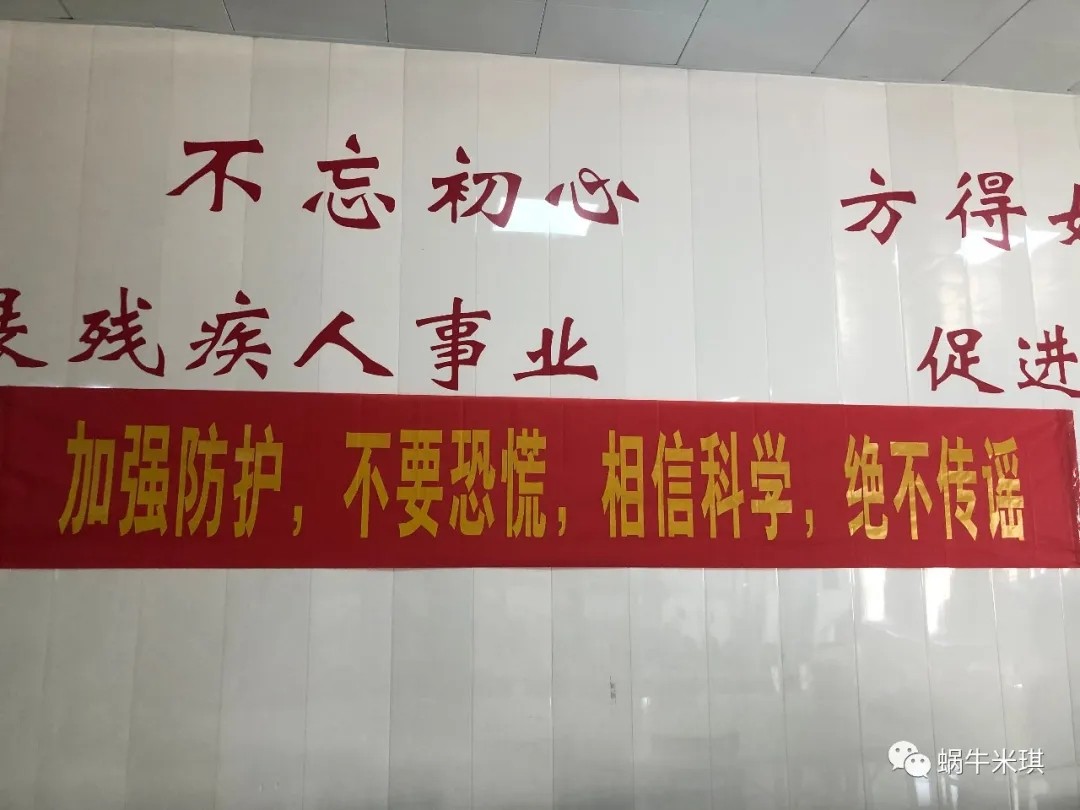 不忘初心 方得
残疾人事业 促进
加强防护，不要恐慌，相信科学，绝不传谣
蜗牛米琪